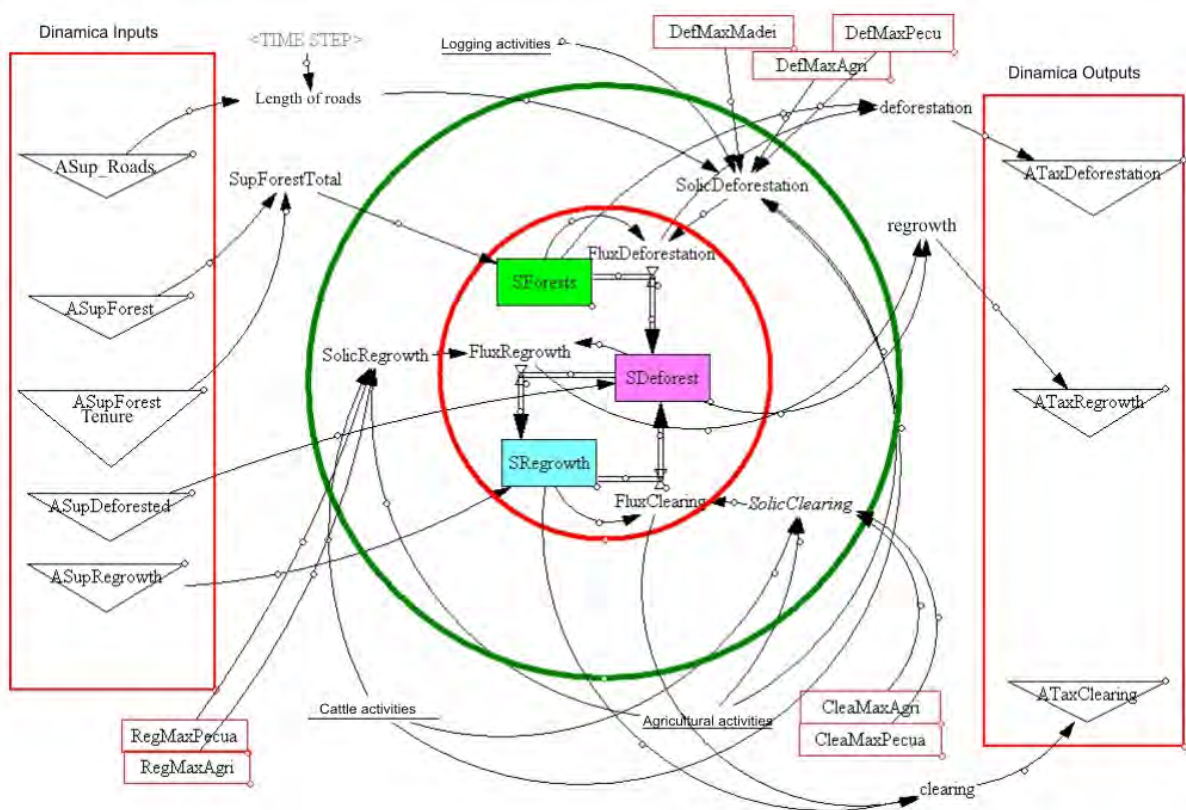 Dinamica Inputs
<TIME STEP>
Logging activities
DefMaxMadei
DefMaxPecu
DefMaxAgri
Dinamica Outputs
Length of roads
deforestation
ASup_Roads
SupForestTotal
SolicDeforestation
ATaxDeforestation
regrowth
FluxDeforestation
SForests
ASupForest
SolicRegrowth
FluxRegrowth
SDeforest
ASupForest
Tenure
ATaxRegrowth
SRegrowth
ASupDeforested
FluxClearing
SolicClearing
ASupRegrowth
ATaxClearing
Cattle activities
Agricultural activities
CleaMaxAgri
RegMaxPecua
CleaMaxPecua
RegMaxAgri
clearing